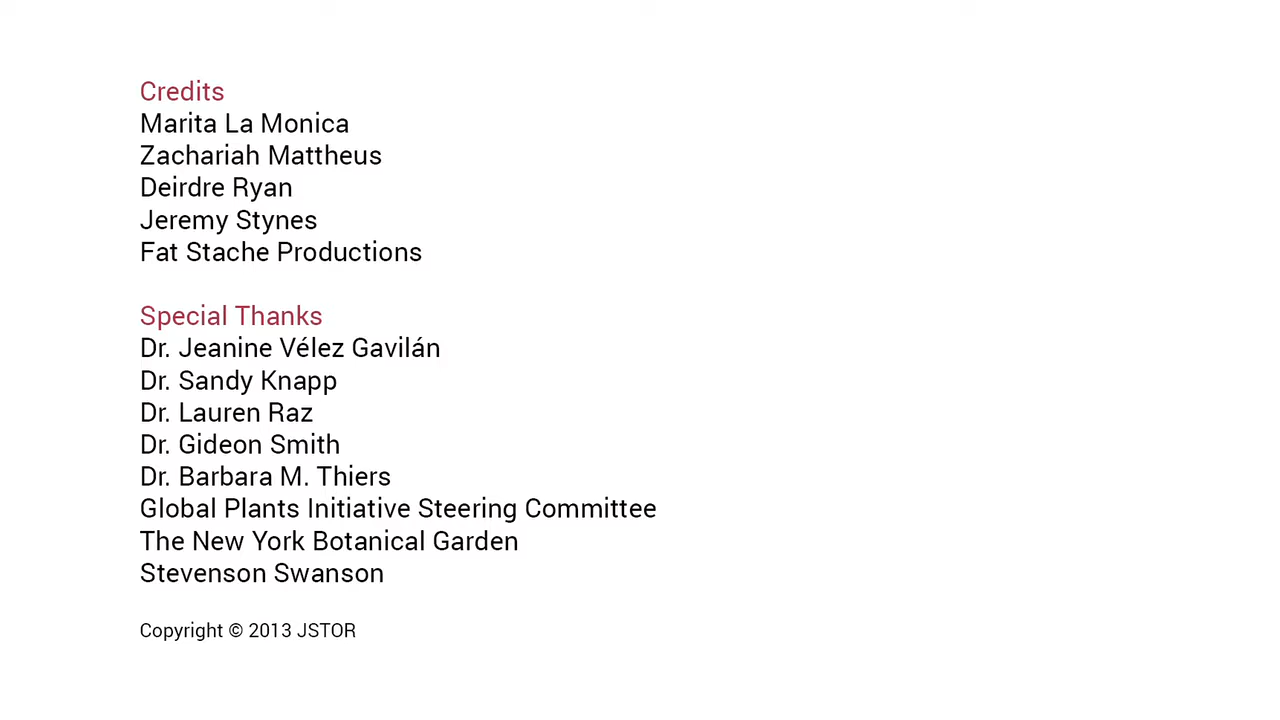 Credits
Marita La Monica
Zachariah Mattheus
Deirdre Ryan
Jeremy Stynes
Fat Stache Productions
Special Thanks
Dr. Jeanine Vélez Gavilán
Dr. Sandy Knapp
Dr. Lauren Raz
Dr. Gideon Smith
Dr. Barbara M. Thiers
Global Plants Initiative Steering Committee
The New York Botanical Garden
Stevenson Swanson
Copyright © 2013 JSTOR